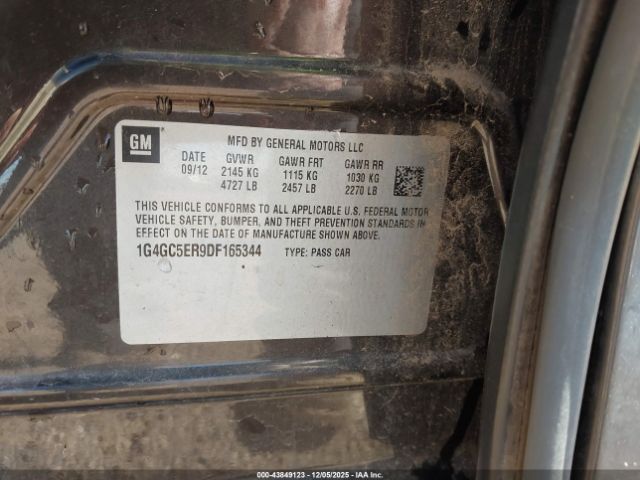 GM
MFD BY GENERAL MOTORS LLC
DATE GVWR GAWR FRT GAWR RR
09/12 2145 KG 1115 KG 1030 KG
4727 LB 2457 LB 2270 LB
THIS VEHICLE CONFORMS TO ALL APPLICABLE U.S. FEDERAL MOTOR
VEHICLE SAFETY, BUMPER, AND THEFT PREVENTION STANDARDS IN
EFFECT ON THE DATE OF MANUFACTURE SHOWN ABOVE.
1G4GC5ER9DF165344 TYPE: PASS CAR
000-43849123 - 12/05/2025 - IAA Inc.